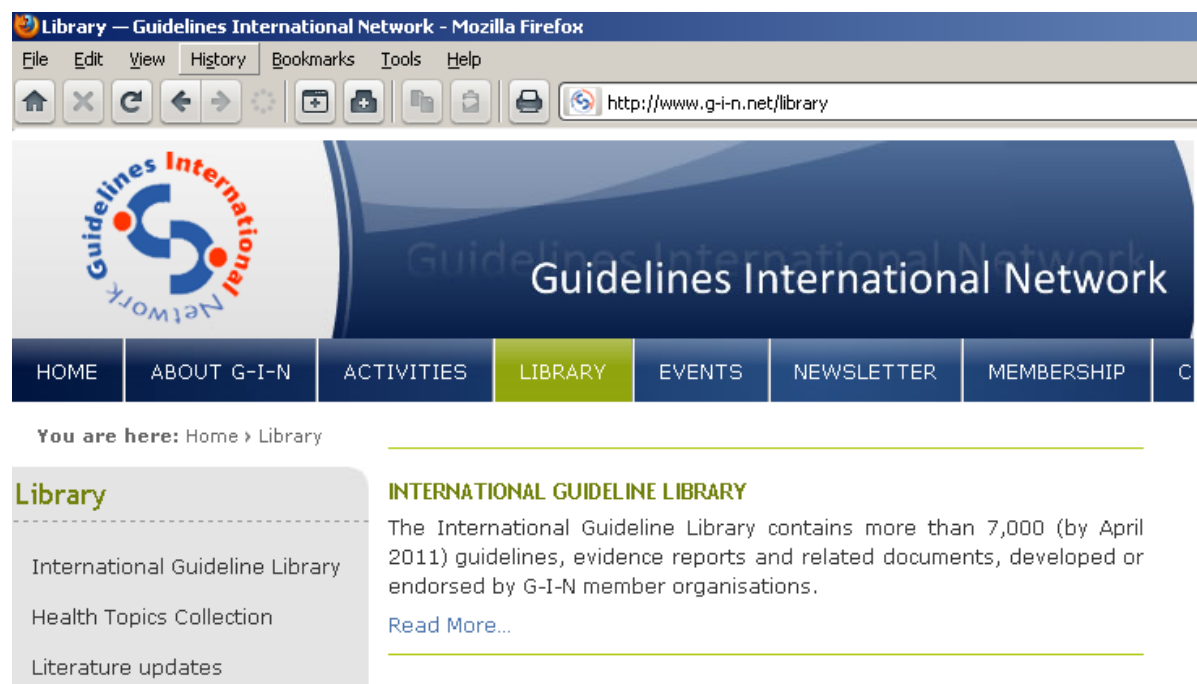 Library — Guidelines International Network - Mozilla Firefox
File Edit View History Bookmarks Tools Help
http://www.g-i-n.net/library
Guidelines International Network
Guidelines International Network
Guidelines International Network
HOME ABOUT G-I-N ACTIVITIES LIBRARY EVENTS NEWSLETTER MEMBERSHIP C
You are here: Home › Library
Library
International Guideline Library
Health Topics Collection
Literature updates
INTERNATIONAL GUIDELINE LIBRARY
The International Guideline Library contains more than 7,000 (by April
2011) guidelines, evidence reports and related documents, developed or
endorsed by G-I-N member organisations.
Read More...